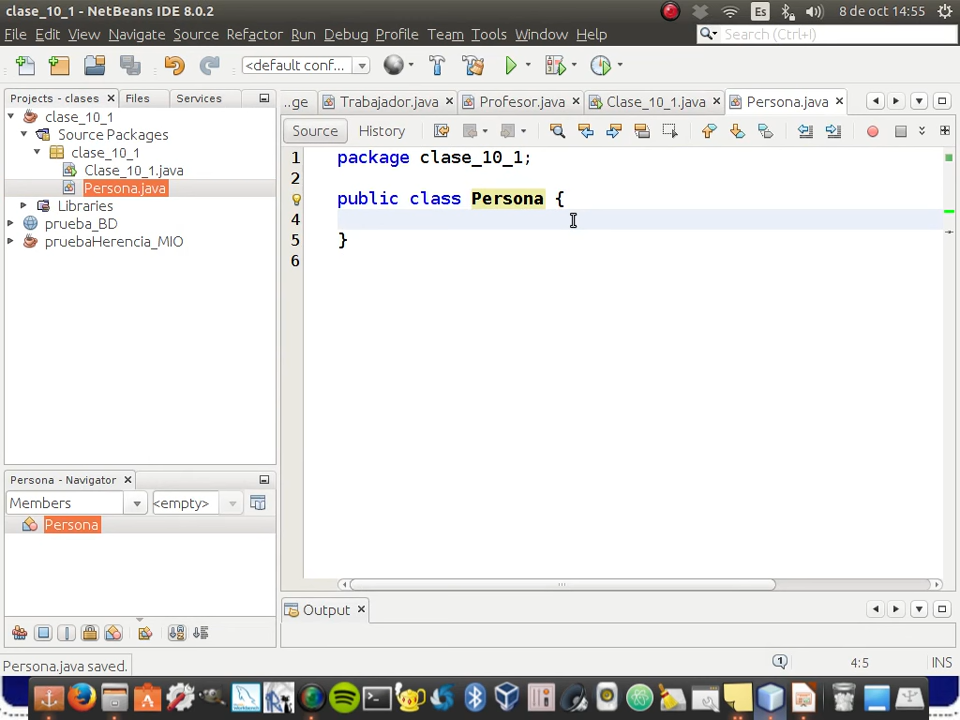 clase_10_1 - NetBeans IDE 8.0.2
Es
8 de oct 14:55
File Edit View Navigate Source Refactor Run Debug Profile Team Tools Window Help
Search (Ctrl+I)
<default conf...
Projects - clases
Files
Services
...ge
Trabajador.java
Profesor.java
Clase_10_1.java
Persona.java
Source
History
clase_10_1
Source Packages
clase_10_1
Clase_10_1.java
Persona.java
Libraries
prueba_BD
pruebaHerencia_MIO
1 package clase_10_1;
2
public class Persona {
4
5 }
6
Persona - Navigator
Members
<empty>
Persona
Output
Persona.java saved.
1
4:5
INS